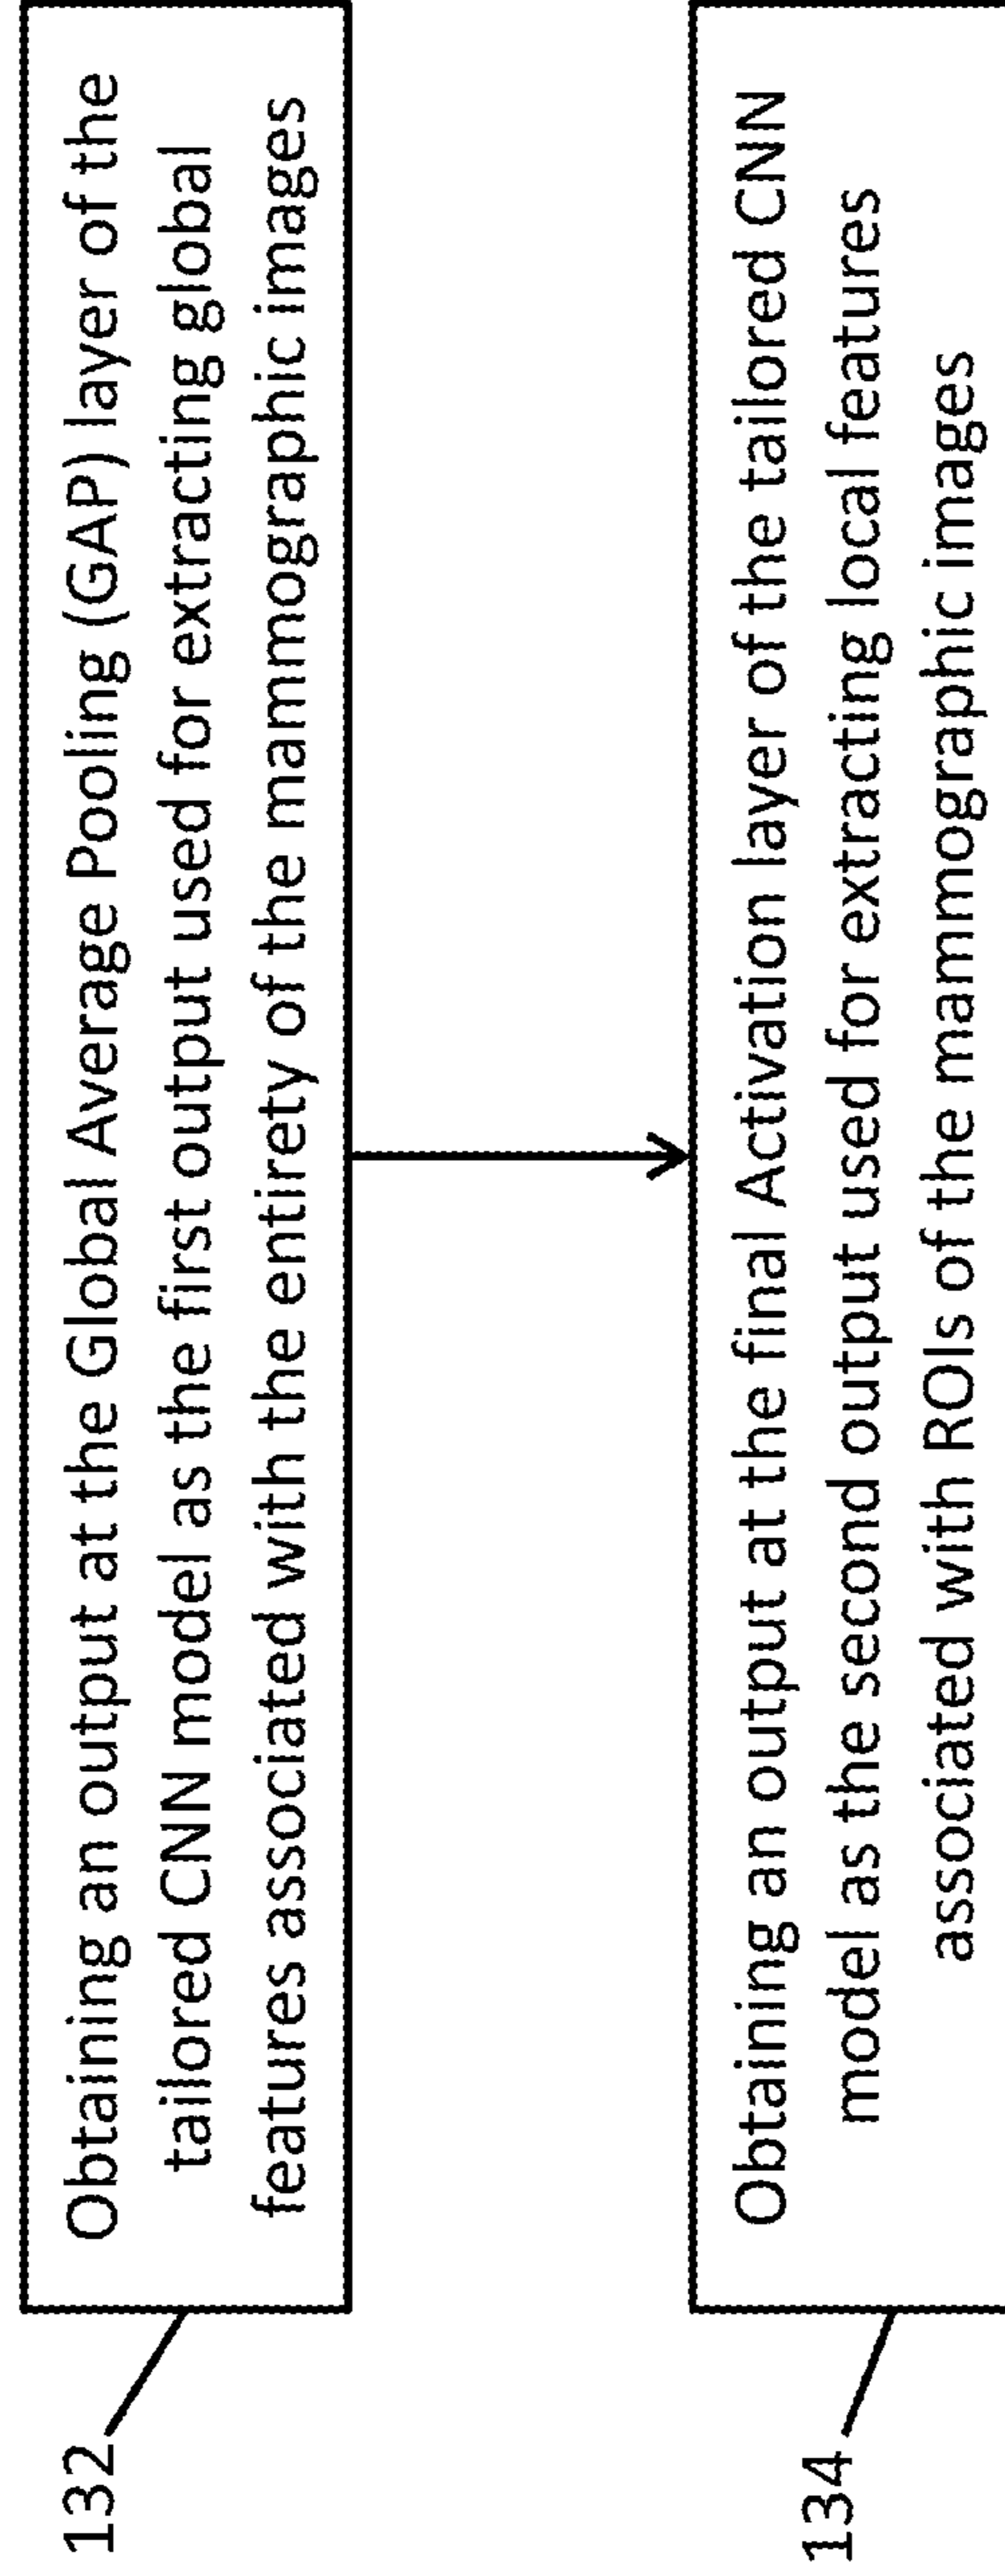 132
Obtaining an output at the Global Average Pooling (GAP) layer of the
tailored CNN model as the first output used for extracting global
features associated with the entirety of the mammographic images
134
Obtaining an output at the final Activation layer of the tailored CNN
model as the second output used for extracting local features
associated with ROIs of the mammographic images